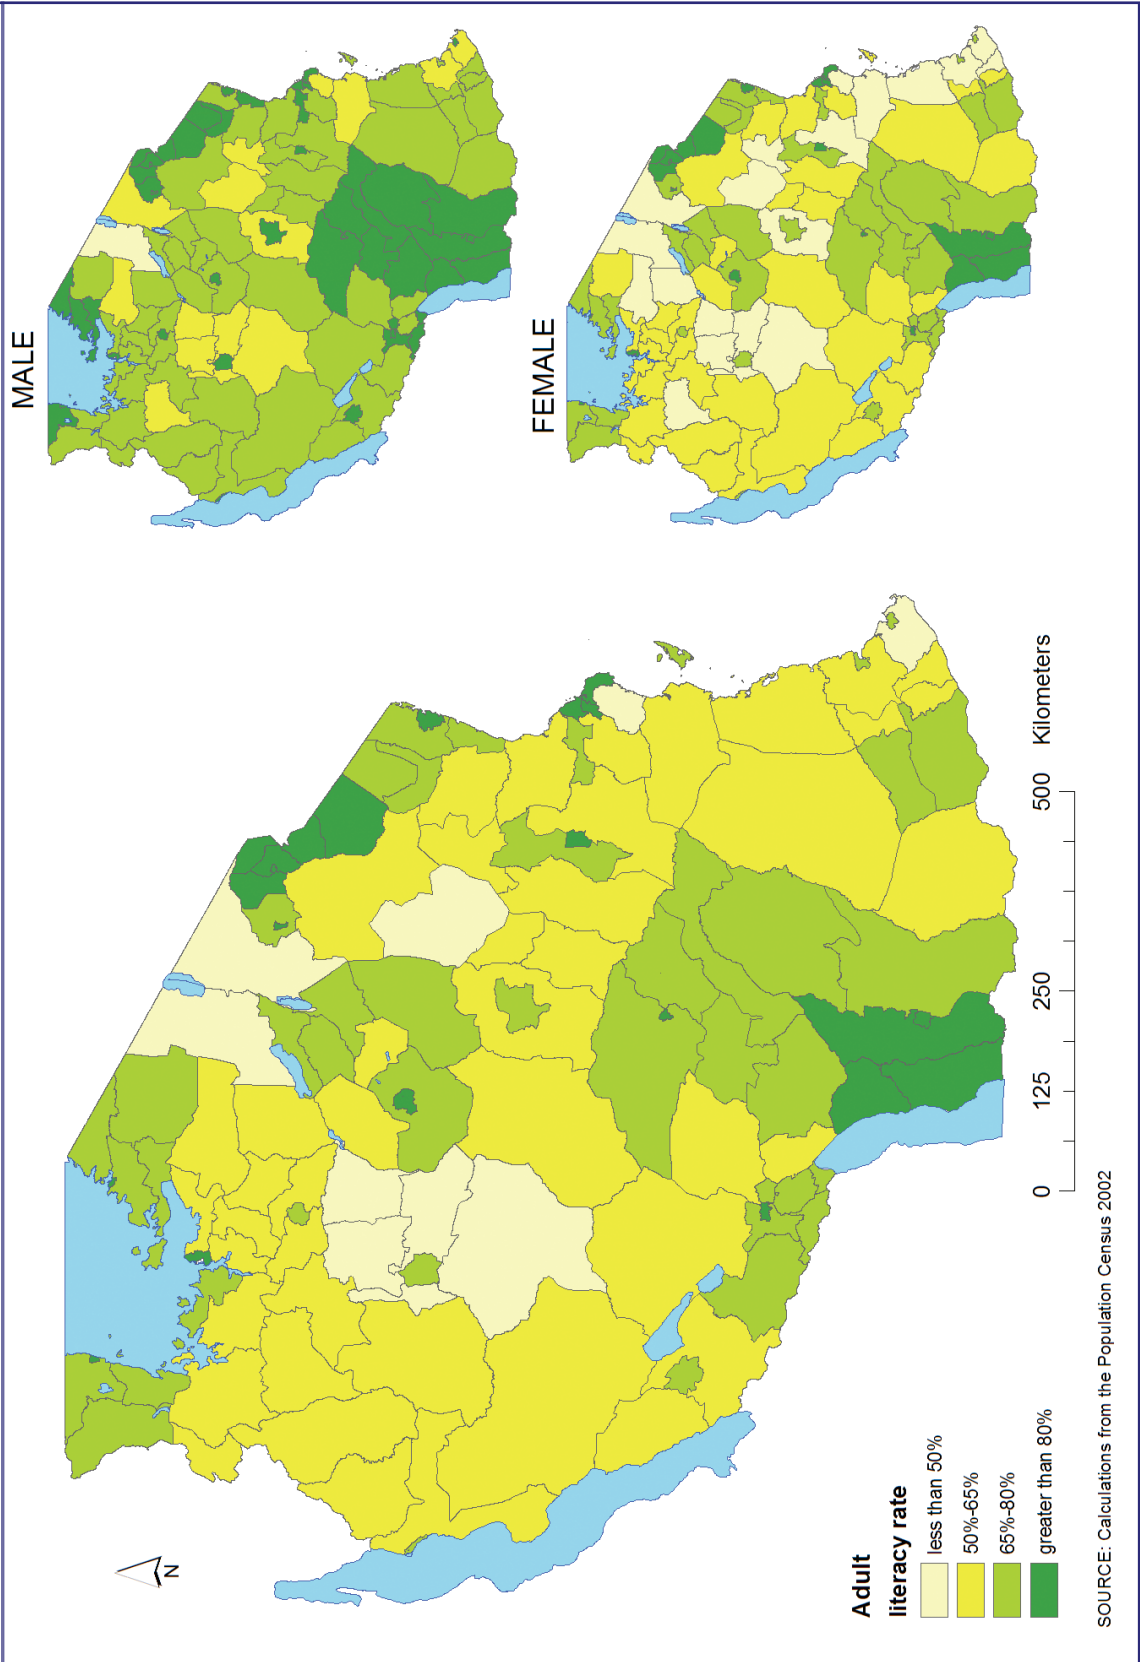 MALE
FEMALE
N
Adult
literacy rate
less than 50%
50%-65%
65%-80%
greater than 80%
0 125 250 500 Kilometers
SOURCE: Calculations from the Population Census 2002